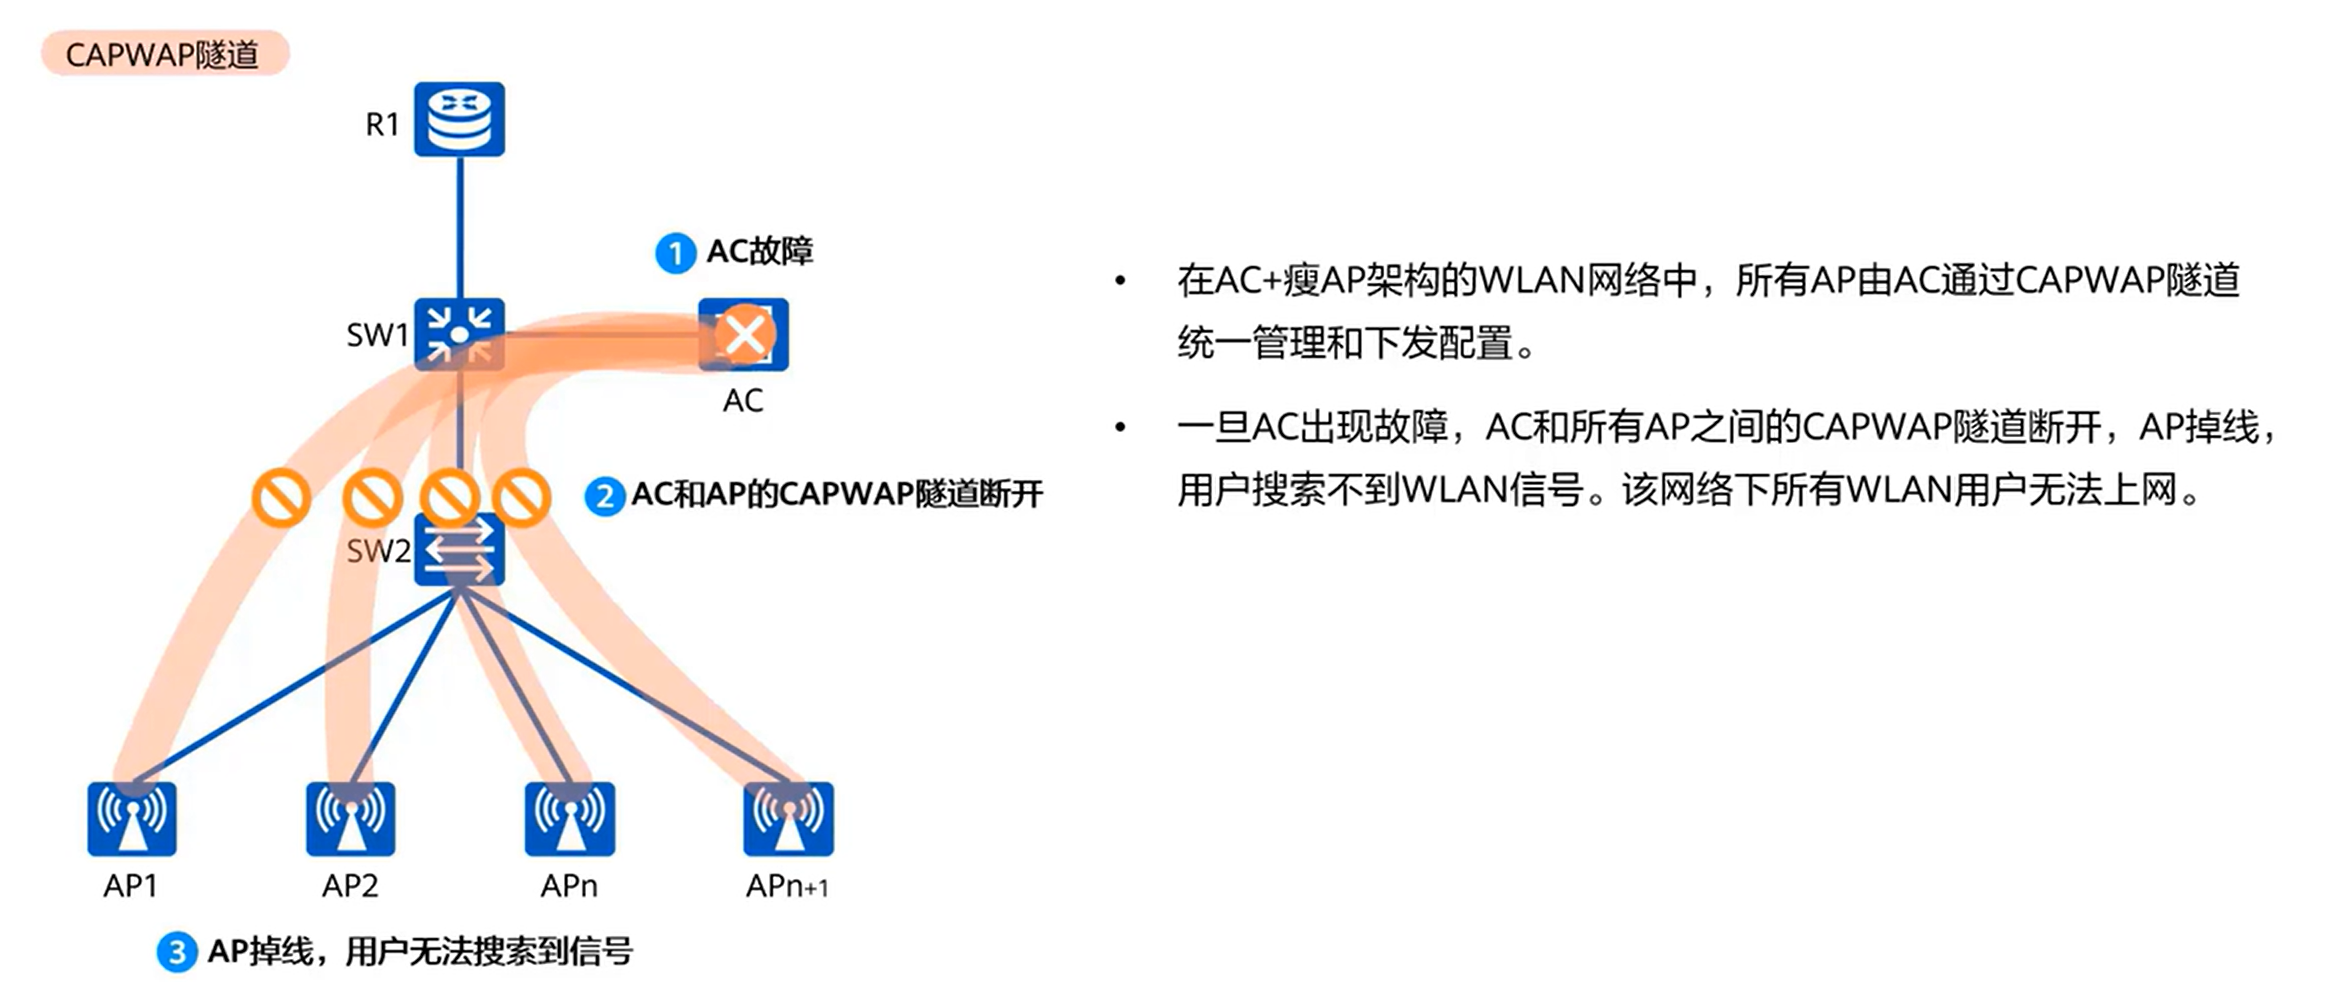 CAPWAP隧道
R1
1 AC故障
SW1
AC
2 AC和AP的CAPWAP隧道断开
SW2
AP1
AP2
APn
APn+1
3 AP掉线，用户无法搜索到信号
• 在AC+瘦AP架构的WLAN网络中，所有AP由AC通过CAPWAP隧道
统一管理和下发配置。
• 一旦AC出现故障，AC和所有AP之间的CAPWAP隧道断开，AP掉线，
用户搜索不到WLAN信号。该网络下所有WLAN用户无法上网。